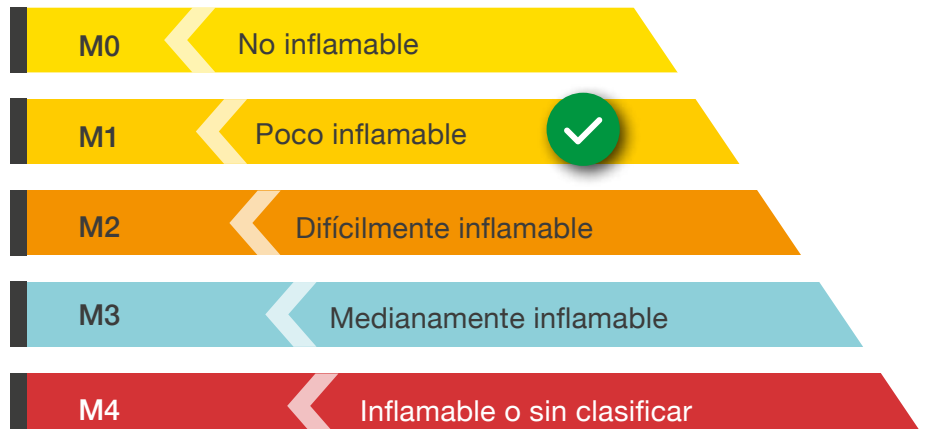 M0 No inflamable
M1 Poco inflamable
M2 Difícilmente inflamable
M3 Medianamente inflamable
M4 Inflamable o sin clasificar